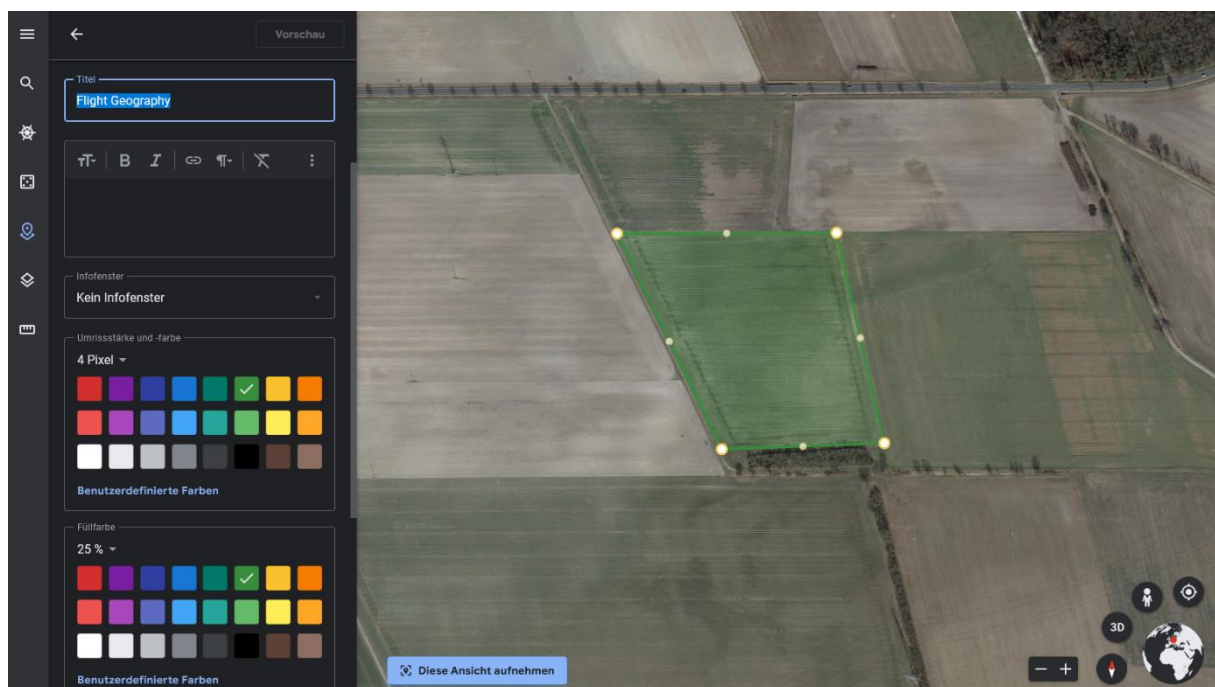 Vorschau
Titel
Flight Geography
TT
B I
Infofenster
Kein Infofenster
Umrissstärke und -farbe
4 Pixel
Benutzerdefinierte Farben
Füllfarbe
25 %
Benutzerdefinierte Farben
Diese Ansicht aufnehmen
3D